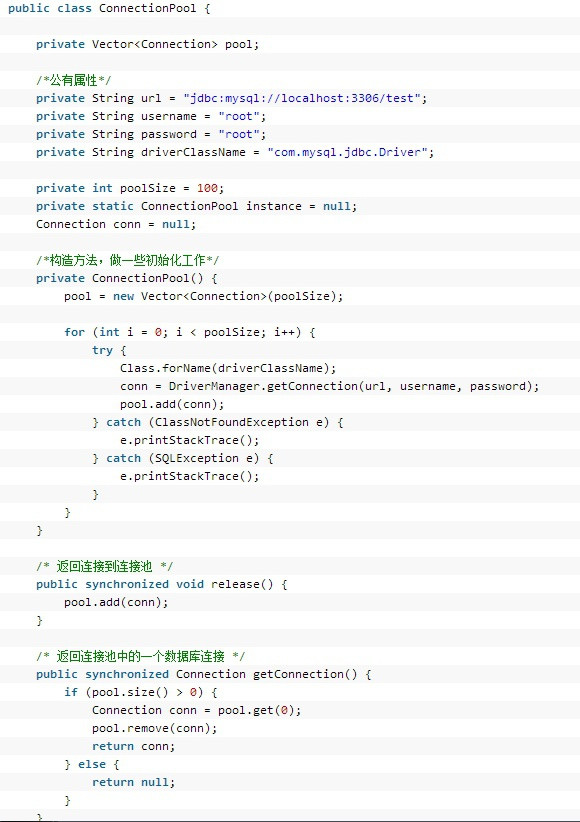 public class ConnectionPool {
private Vector<Connection> pool;
/*公有属性*/
private String url = "jdbc:mysql://localhost:3306/test";
private String username = "root";
private String password = "root";
private String driverClassName = "com.mysql.jdbc.Driver";
private int poolSize = 100;
private static ConnectionPool instance = null;
Connection conn = null;
/*构造方法，做一些初始化工作*/
private ConnectionPool() {
pool = new Vector<Connection>(poolSize);
for (int i = 0; i < poolSize; i++) {
try {
Class.forName(driverClassName);
conn = DriverManager.getConnection(url, username, password);
pool.add(conn);
} catch (ClassNotFoundException e) {
e.printStackTrace();
} catch (SQLException e) {
e.printStackTrace();
}
}
}
/* 返回连接到连接池 */
public synchronized void release() {
pool.add(conn);
}
/* 返回连接池中的一个数据库连接 */
public synchronized Connection getConnection() {
if (pool.size() > 0) {
Connection conn = pool.get(0);
pool.remove(conn);
return conn;
} else {
return null;
}
}